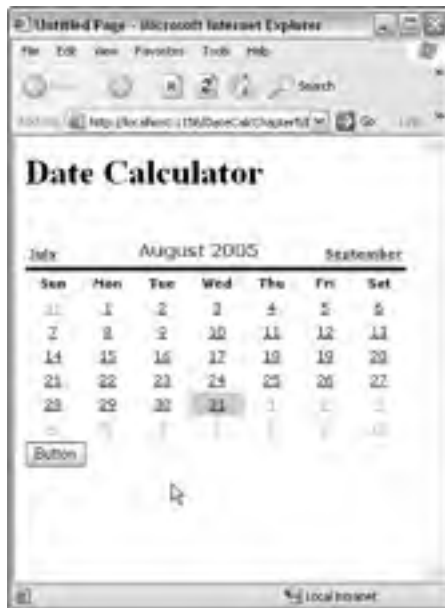 Untitled Page - Microsoft Internet Explorer
File Edit View Favorites Tools Help
Search
Go
Date Calculator
July August 2005 September
Sun Mon Tue Wed Thu Fri Sat
31 1 2 3 4 5 6
7 8 9 10 11 12 13
14 15 16 17 18 19 20
21 22 23 24 25 26 27
28 29 30 31 1 2 3
Button
Local intranet